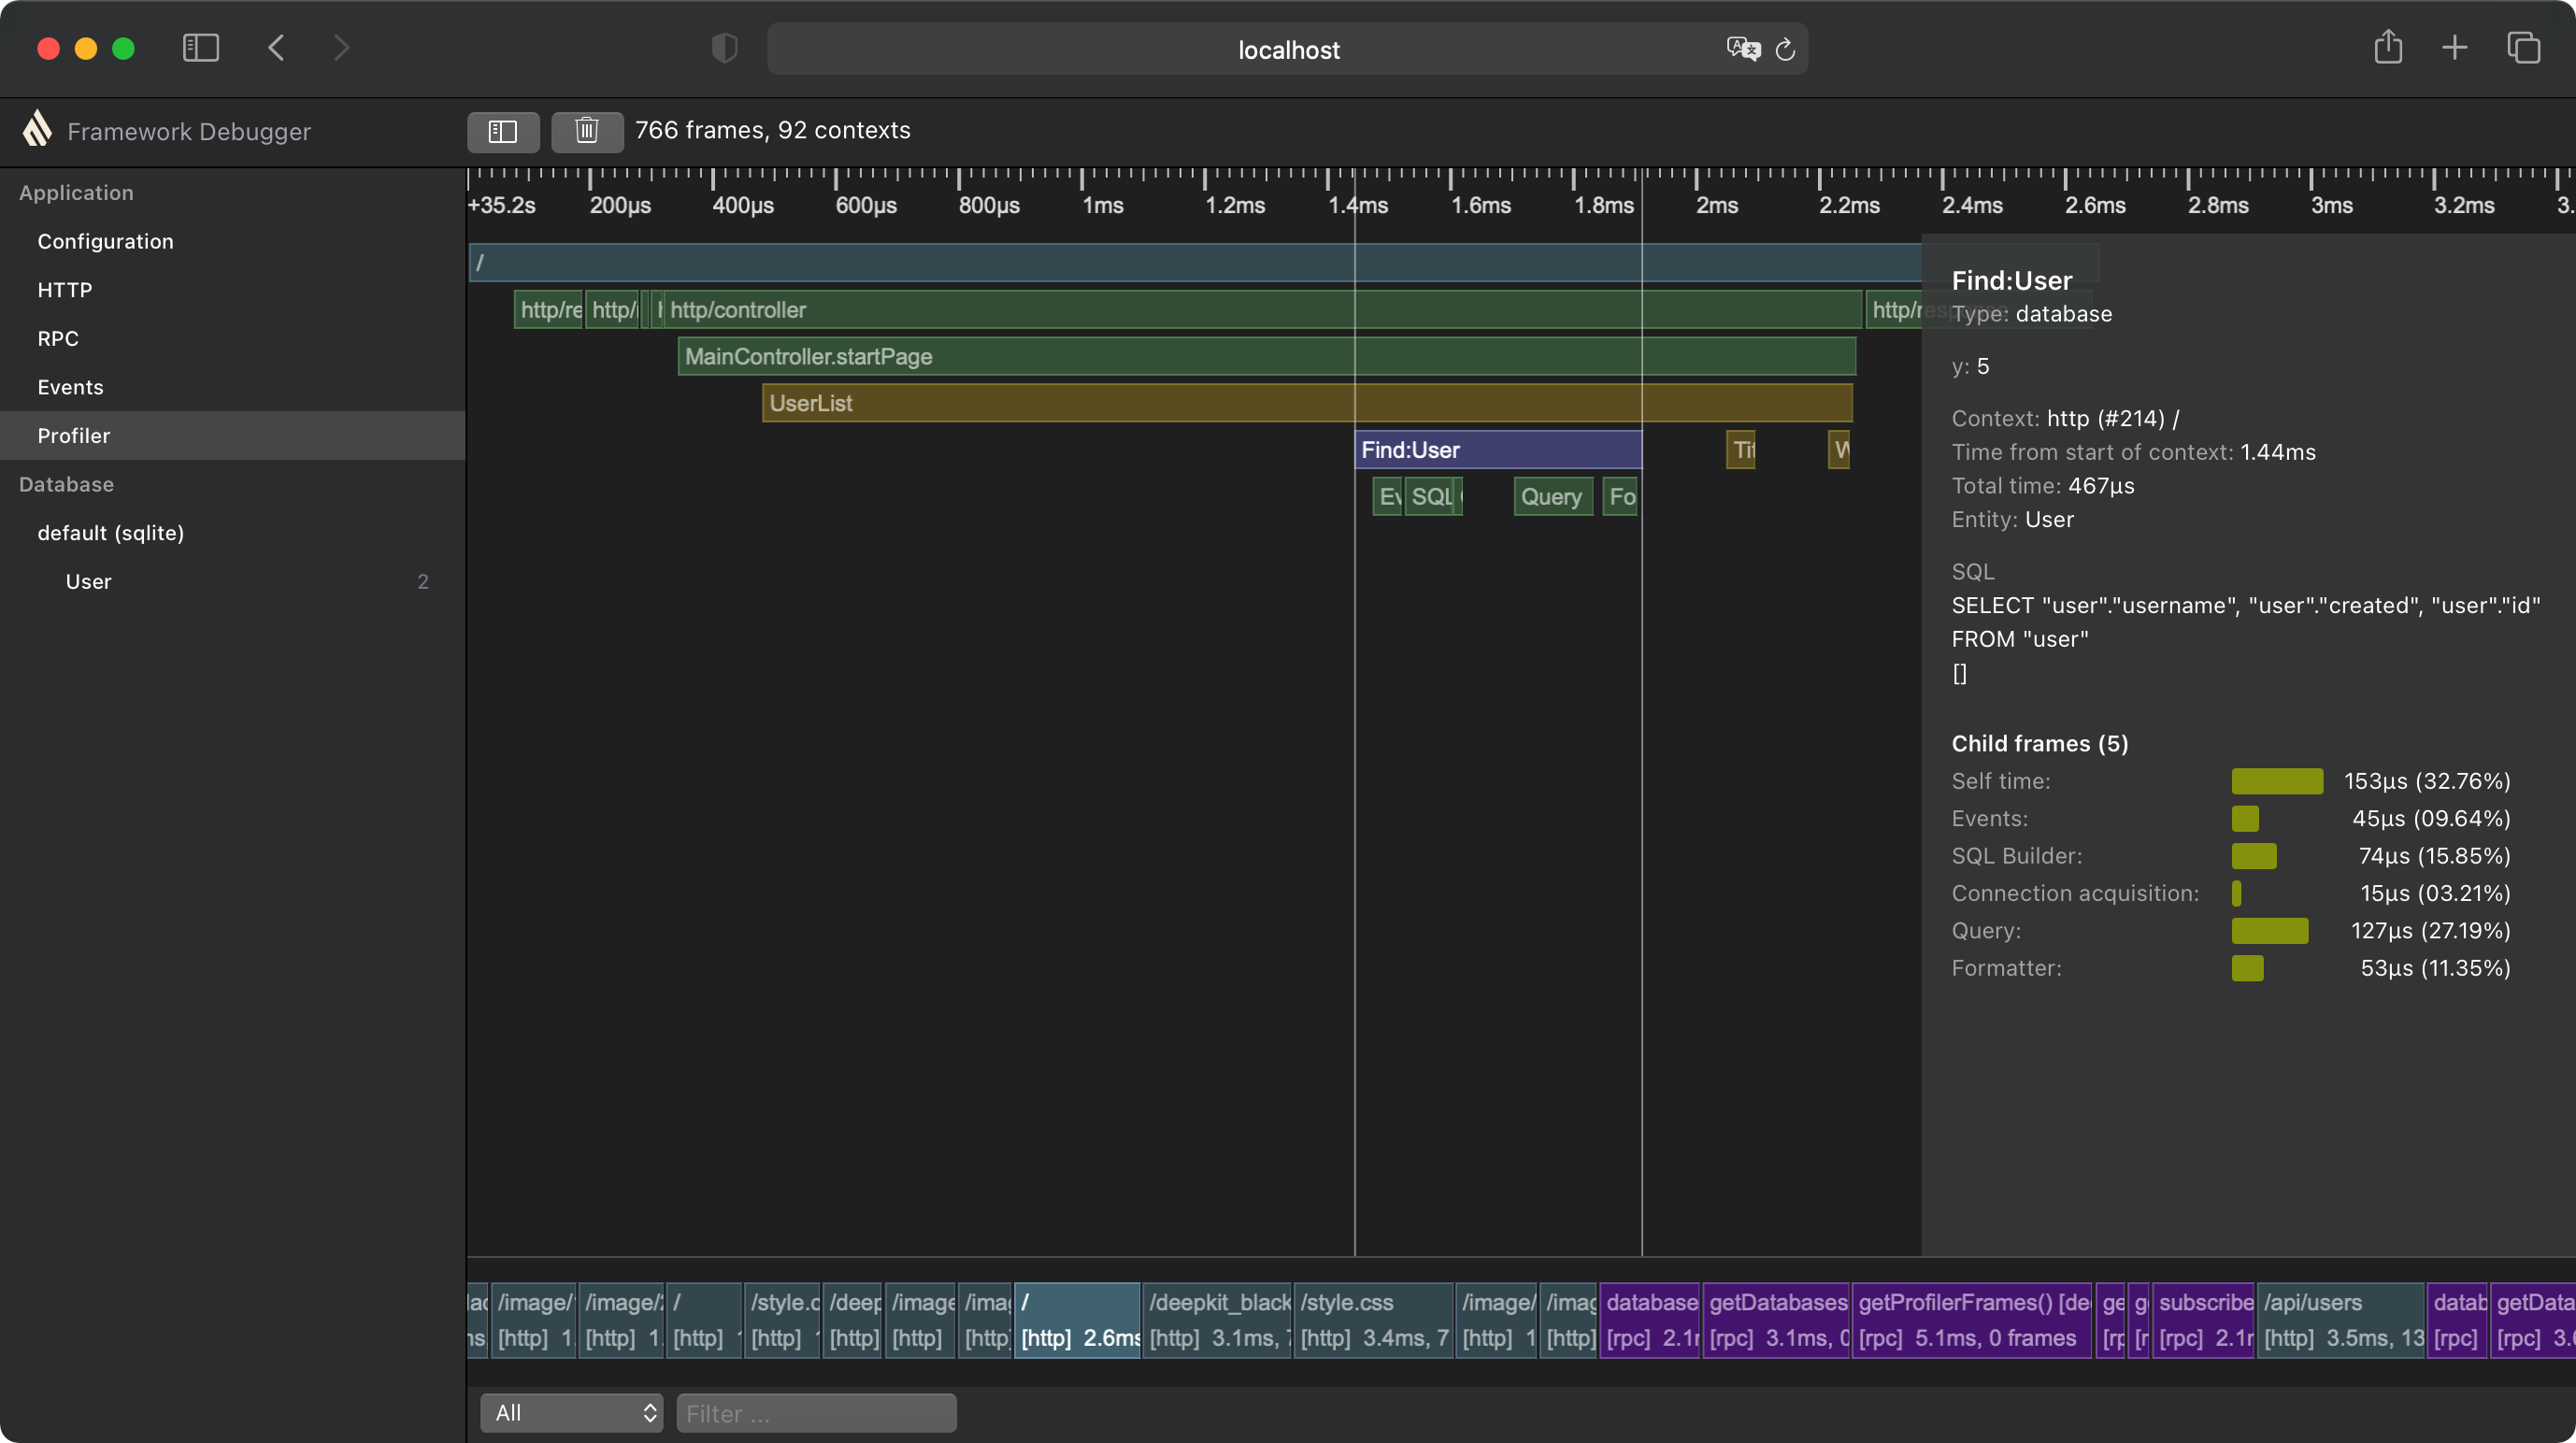 localhost
Framework Debugger
766 frames, 92 contexts
Application
Configuration
HTTP
RPC
Events
Profiler
Database
default (sqlite)
User 2
+35.2s 200µs 400µs 600µs 800µs 1ms 1.2ms 1.4ms 1.6ms 1.8ms 2ms 2.2ms 2.4ms 2.6ms 2.8ms 3ms 3.2ms 3.
/
http/re http/ http/controller http/response
MainController.startPage
UserList
Find:User Tit W
Ev SQL Query Fo
Find:User
Type: database
y: 5
Context: http (#214) /
Time from start of context: 1.44ms
Total time: 467µs
Entity: User
SQL
SELECT "user"."username", "user"."created", "user"."id"
FROM "user"
[]
Child frames (5)
Self time: 153µs (32.76%)
Events: 45µs (09.64%)
SQL Builder: 74µs (15.85%)
Connection acquisition: 15µs (03.21%)
Query: 127µs (27.19%)
Formatter: 53µs (11.35%)
/image/ /image/2 / /style.c /deep /image /imag / /deepkit_black /style.css /image/ /imag database getDatabases getProfilerFrames() [de ge g subscribe /api/users datab getData
[http] 1. [http] 1. [http] [http] [http] [http] [http] [http] 2.6ms [http] 3.1ms, [http] 3.4ms, 7 [http] 1 [http] [rpc] 2.1 [rpc] 3.1ms, 0 [rpc] 5.1ms, 0 frames [rp [r [rpc] 2.1 [http] 3.5ms, 13 [rpc] [rpc] 3.
All Filter ...